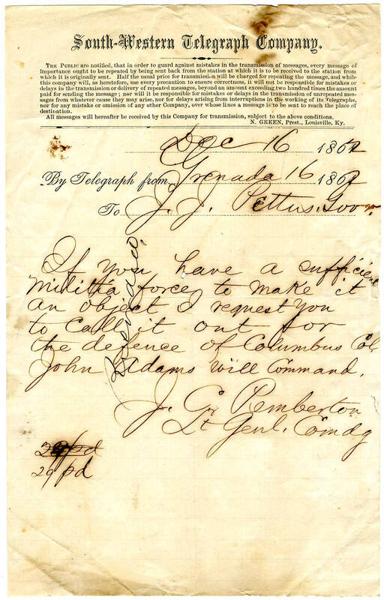 South-Western Telegraph Company.
THE PUBLIC are notified, that in order to guard against mistakes in the transmission of messages, every message of
importance ought to be repeated by being sent back from the station at which it is to be received to the station from
which it is originally sent. Half the usual price for transmission will be charged for repeating the message, and while
this company will, as heretofore, use every precaution to ensure correctness, it will not be responsible for mistakes or
delays in the transmission or delivery of repeated messages, beyond an amount exceeding two hundred times the amount
paid for sending the message; nor will it be responsible for mistakes or delays in the transmission of unrepeated mes-
sages from whatever cause they may arise, nor for delays arising from interruptions in the working of its Telegraphs,
nor for any mistake or omission of any other Company, over whose lines a message is to be sent to reach the place of
destination.
All messages will hereafter be received by this Company for transmission, subject to the above conditions.
N. GREEN, Prest., Louisville, Ky.
Dec 16 1862
By Telegraph from Grenada 16 1862
To J. J. Pettus. Govr.
If you have a sufficient
militia force to make it
an object I request you
to call it out for
the defence of Columbus Col
John Adams will command.
J. C. Pemberton
Lt Genl. Comdg
29/pd
29/pd